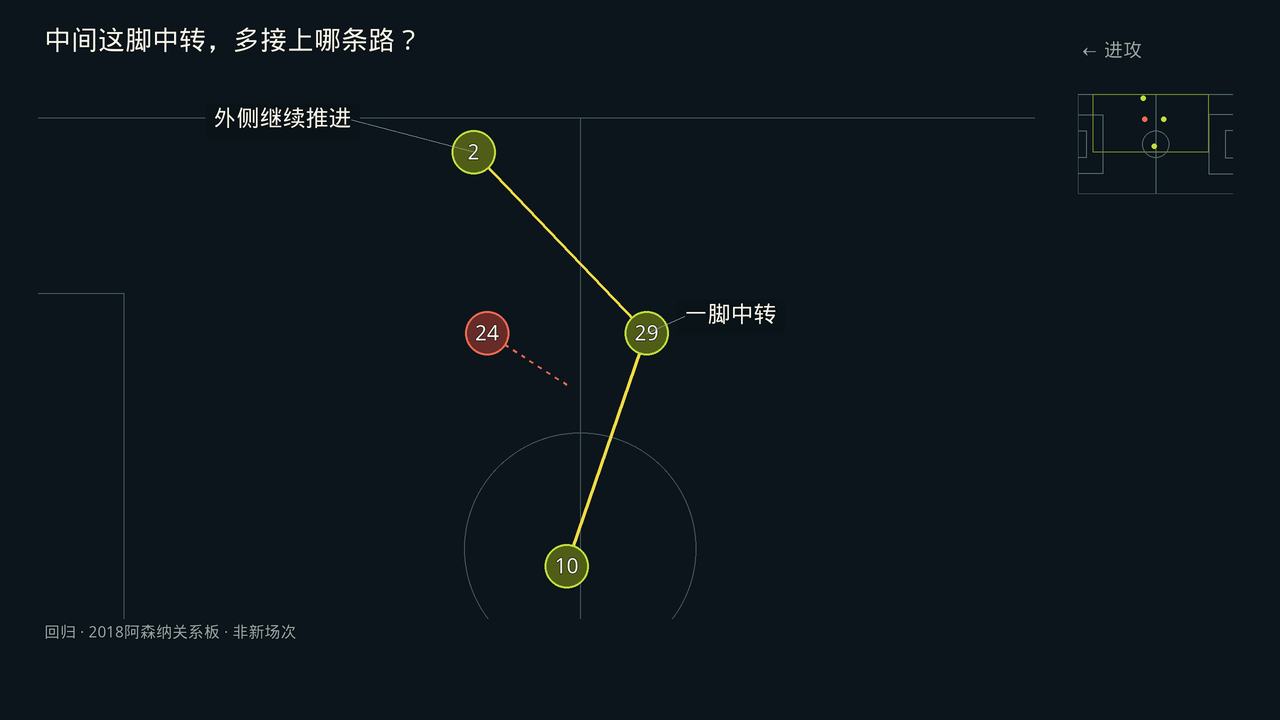 中间这脚中转，多接上哪条路？
← 进攻
外侧继续推进
2
一脚中转
24
29
10
回归 · 2018阿森纳关系板 · 非新场次